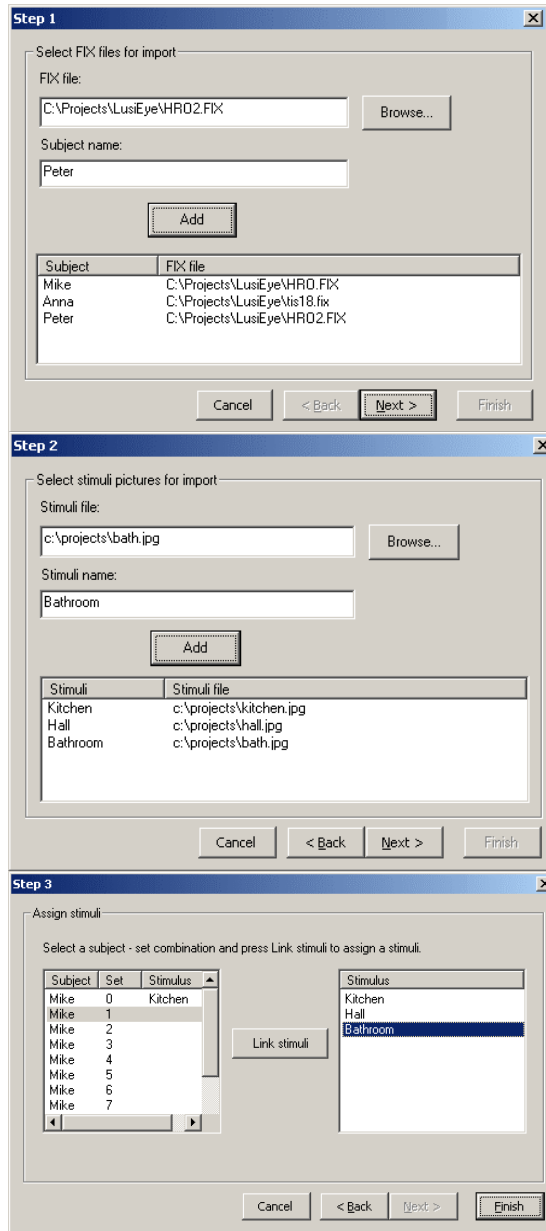 Step 1
Select FIX files for import
FIX file:
C:\Projects\LusiEye\HRO2.FIX
Browse...
Subject name:
Peter
Add
Subject FIX file
Mike C:\Projects\LusiEye\HRO.FIX
Anna C:\Projects\LusiEye\tis18.fix
Peter C:\Projects\LusiEye\HRO2.FIX
Cancel < Back Next > Finish
Step 2
Select stimuli pictures for import
Stimuli file:
c:\projects\bath.jpg
Browse...
Stimuli name:
Bathroom
Add
Stimuli Stimuli file
Kitchen c:\projects\kitchen.jpg
Hall c:\projects\hall.jpg
Bathroom c:\projects\bath.jpg
Cancel < Back Next > Finish
Step 3
Assign stimuli
Select a subject - set combination and press Link stimuli to assign a stimuli.
Subject Set Stimulus
Mike 0 Kitchen
Mike 1
Mike 2
Mike 3
Mike 4
Mike 5
Mike 6
Mike 7
Link stimuli
Stimulus
Kitchen
Hall
Bathroom
Cancel < Back Next > Finish